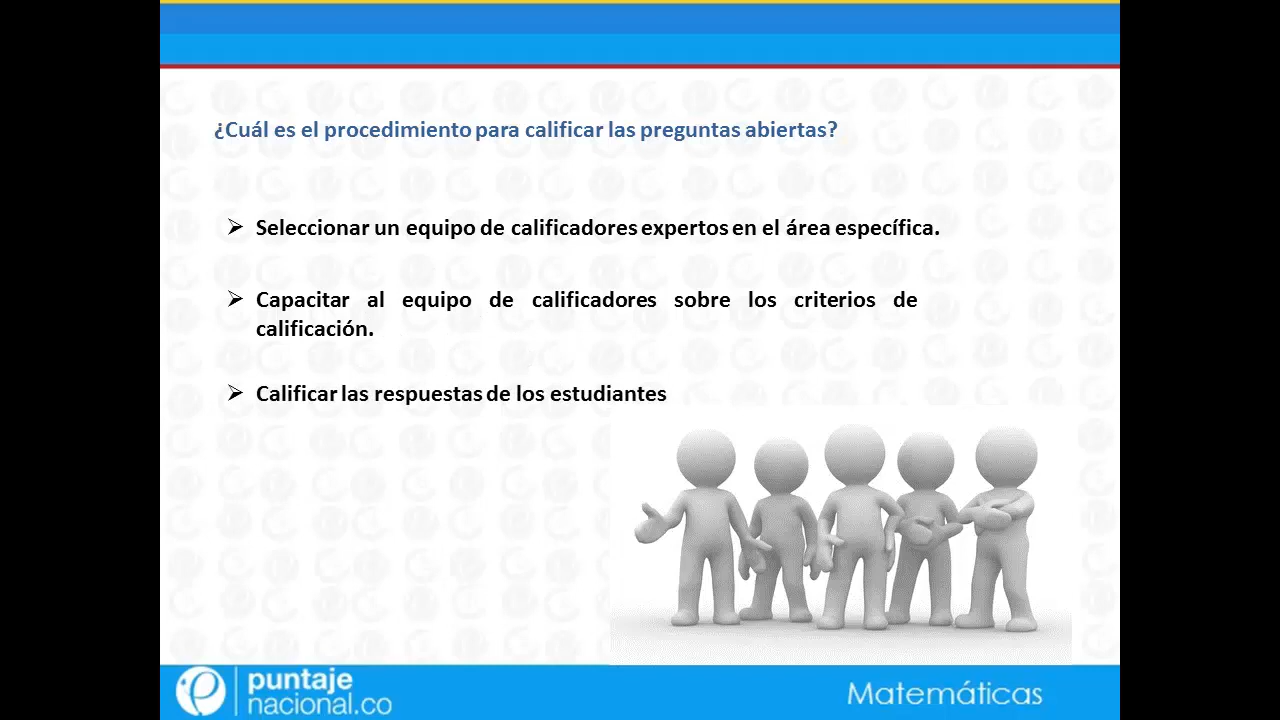 ¿Cuál es el procedimiento para calificar las preguntas abiertas?
Seleccionar un equipo de calificadores expertos en el área específica.
Capacitar al equipo de calificadores sobre los criterios de
calificación.
Calificar las respuestas de los estudiantes
puntaje
nacional.co
Matemáticas